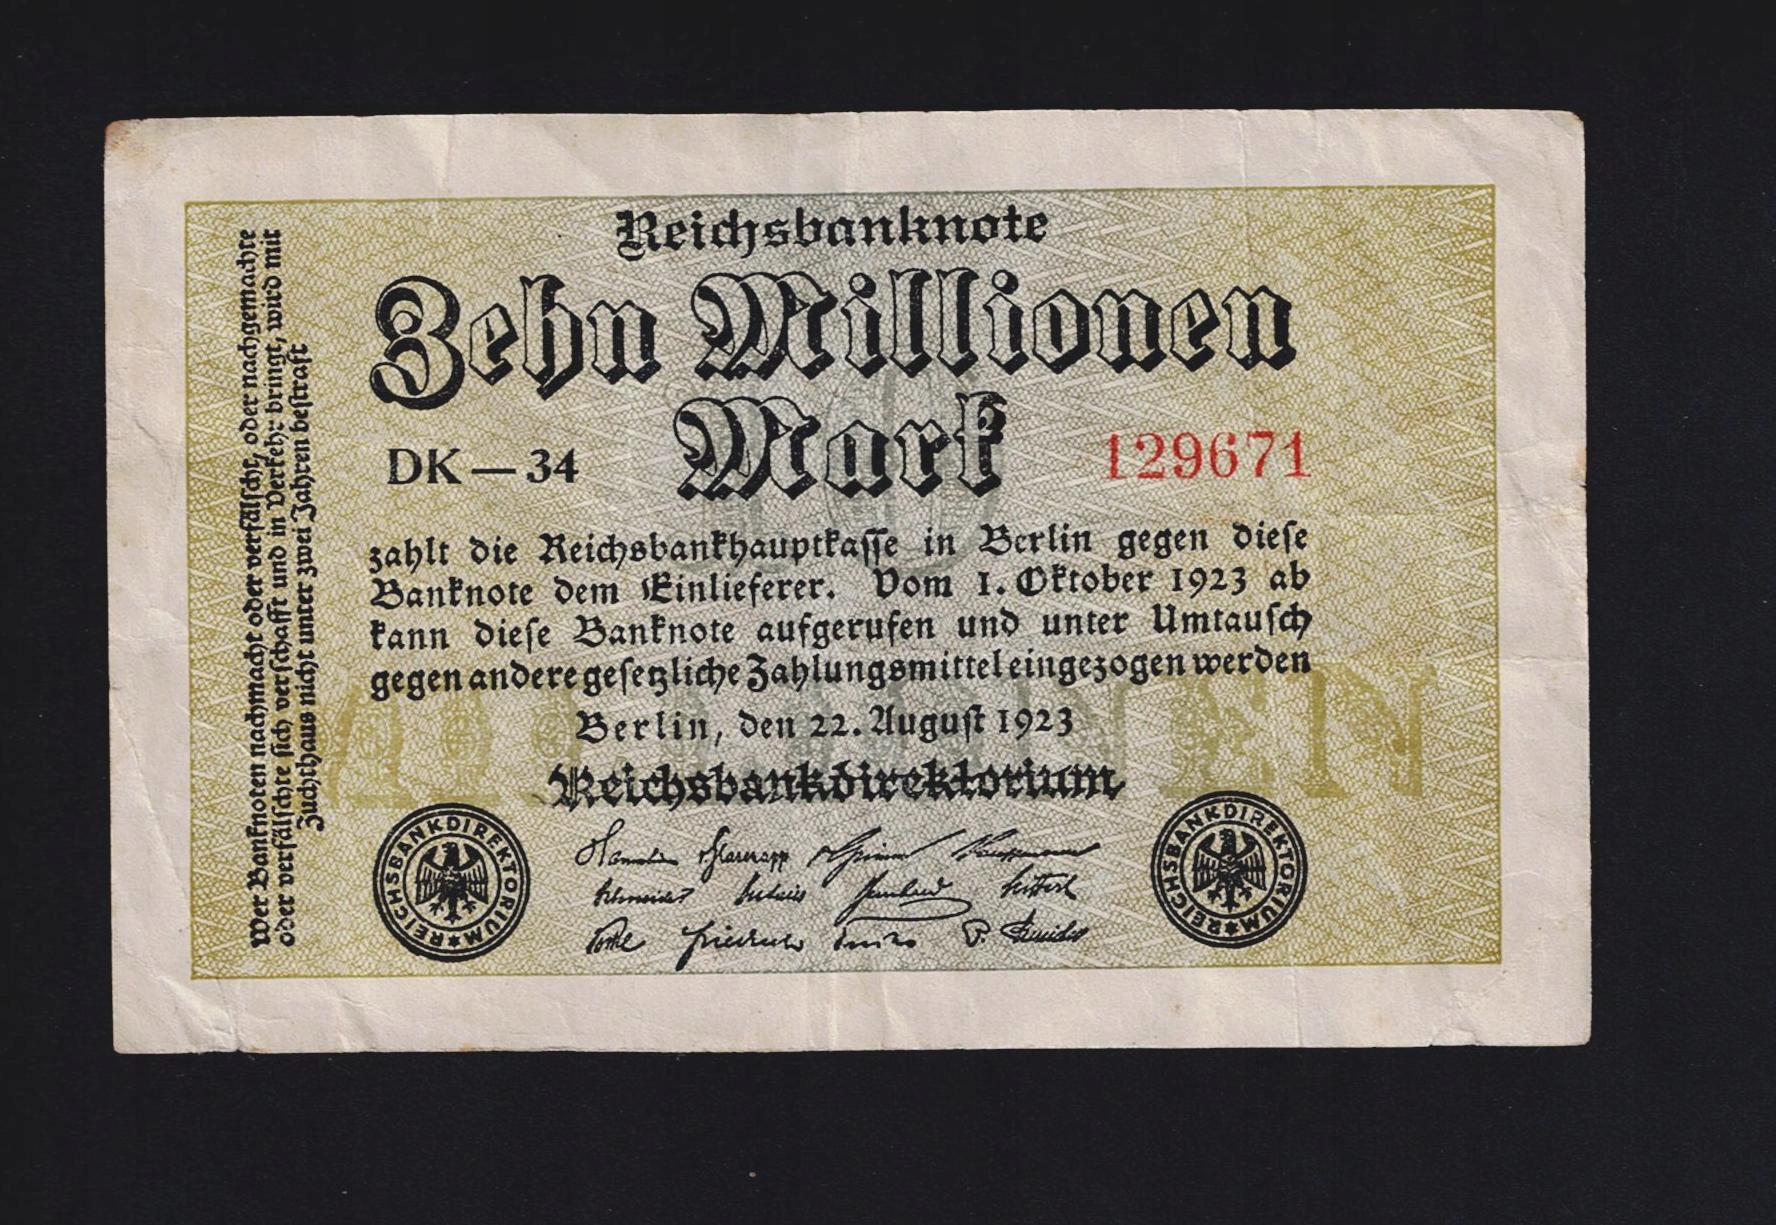 Reichsbanknote
Zehn Millionen
Mark
DK — 34
129671
zahlt die Reichsbankhauptkasse in Berlin gegen diese
Banknote dem Einlieferer. Vom 1. Oktober 1923 ab
kann diese Banknote aufgerufen und unter Umtausch
gegen andere gesetzliche Zahlungsmittel eingezogen werden
Berlin, den 22. August 1923
Reichsbankdirektorium
REICHSBANKDIREKTORIUM
REICHSBANKDIREKTORIUM
Wer Banknoten nachmacht oder verfälscht, oder nachgemachte
oder verfälschte sich verschafft und in Verkehr bringt, wird mit
Zuchthaus nicht unter zwei Jahren bestraft
10